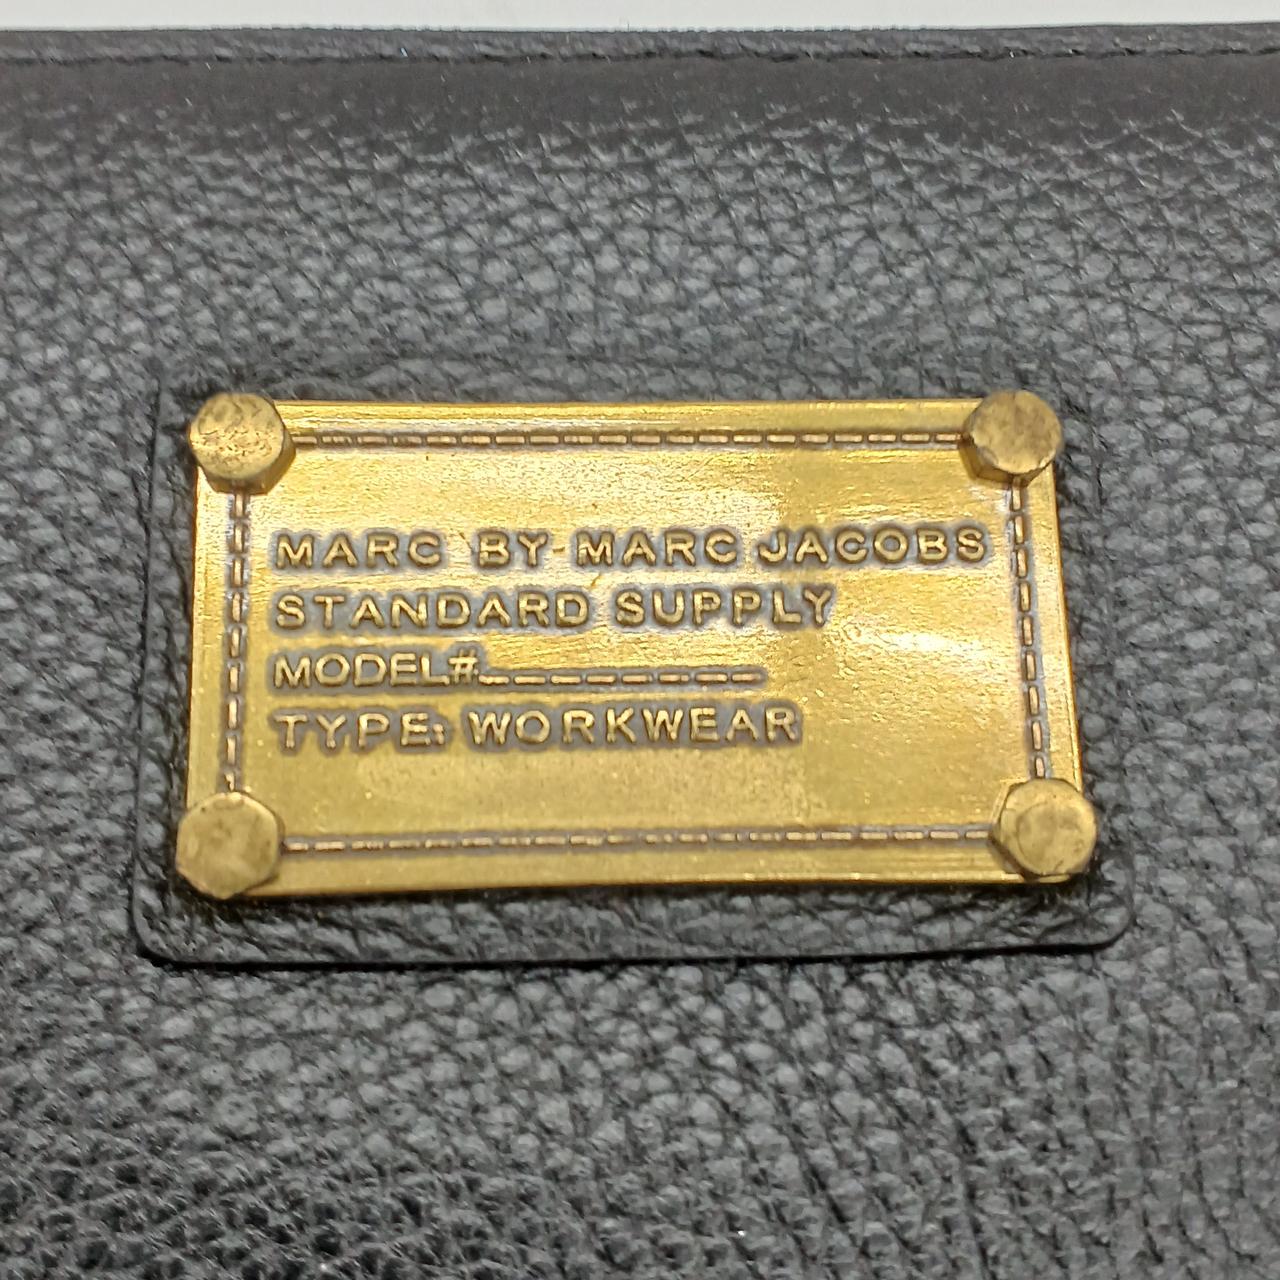 MARC BY MARC JACOBS
STANDARD SUPPLY
MODEL#_ _ _ _ _ _ _ _
TYPE: WORKWEAR